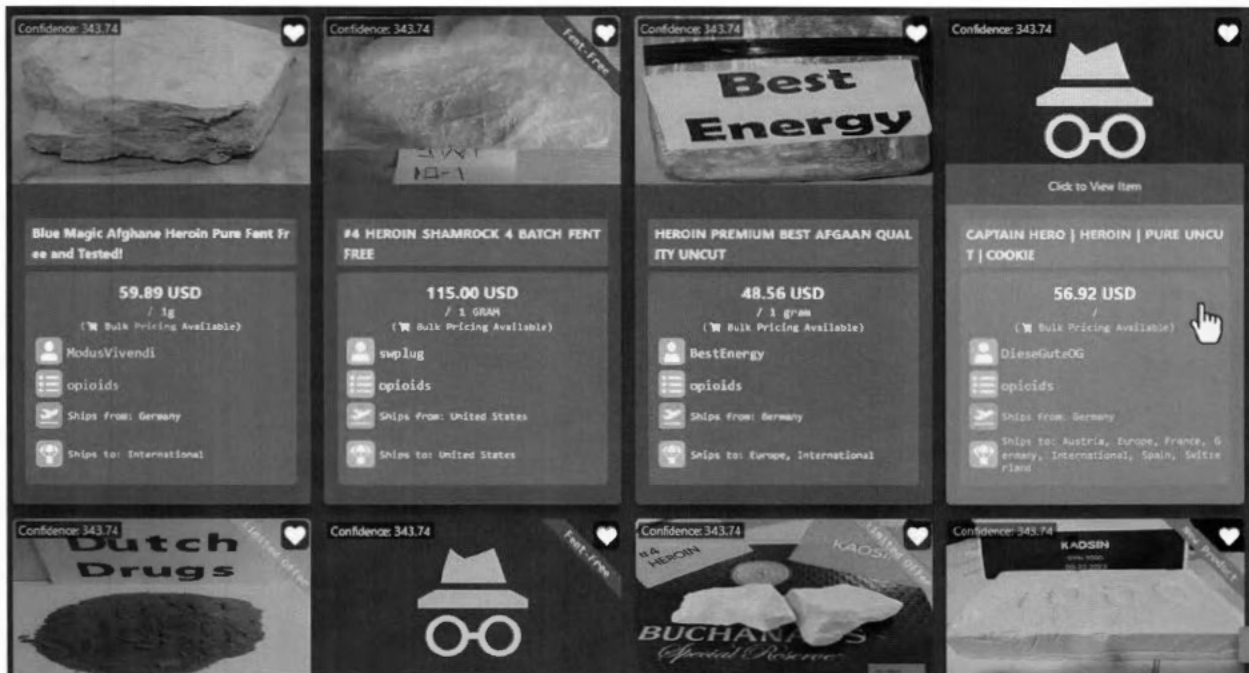 Confidence: 343.74
Fent-Free
Blue Magic Afghane Heroin Pure Fent Fr
ee and Tested!
59.89 USD
/ 1g
( Bulk Pricing Available)
ModusVivendi
opioids
Ships from: Germany
Ships to: International
Confidence: 343.74
#4 HEROIN SHAMROCK 4 BATCH FENT
FREE
115.00 USD
/ 1 GRAM
( Bulk Pricing Available)
swplug
opioids
Ships from: United States
Ships to: United States
Confidence: 343.74
Best
Energy
HEROIN PREMIUM BEST AFGAAN QUAL
ITY UNCUT
48.56 USD
/ 1 gram
( Bulk Pricing Available)
BestEnergy
opioids
Ships from: Germany
Ships to: Europe, International
Confidence: 343.74
Click to View Item
CAPTAIN HERO | HEROIN | PURE UNCU
T | COOKIE
56.92 USD
/
( Bulk Pricing Available)
DieseGuteOG
opioids
Ships from: Germany
Ships to: Austria, Europe, France, G
ermany, International, Spain, Switze
rland
Confidence: 343.74
Limited Offer
Dutch
Drugs
Confidence: 343.74
Fent-Free
Confidence: 343.74
Limited Offer
#4
HEROIN
KAOSIN
BUCHANAN'S
Special Reserve
Confidence: 343.74
New Product
KAOSIN